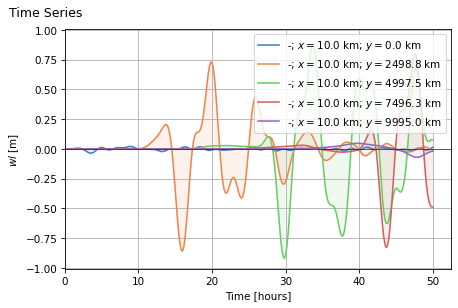 Time Series
1.00
0.75
0.50
0.25
0.00
−0.25
−0.50
−0.75
−1.00
wl [m]
-; x = 10.0 km; y = 0.0 km
-; x = 10.0 km; y = 2498.8 km
-; x = 10.0 km; y = 4997.5 km
-; x = 10.0 km; y = 7496.3 km
-; x = 10.0 km; y = 9995.0 km
0 10 20 30 40 50
Time [hours]